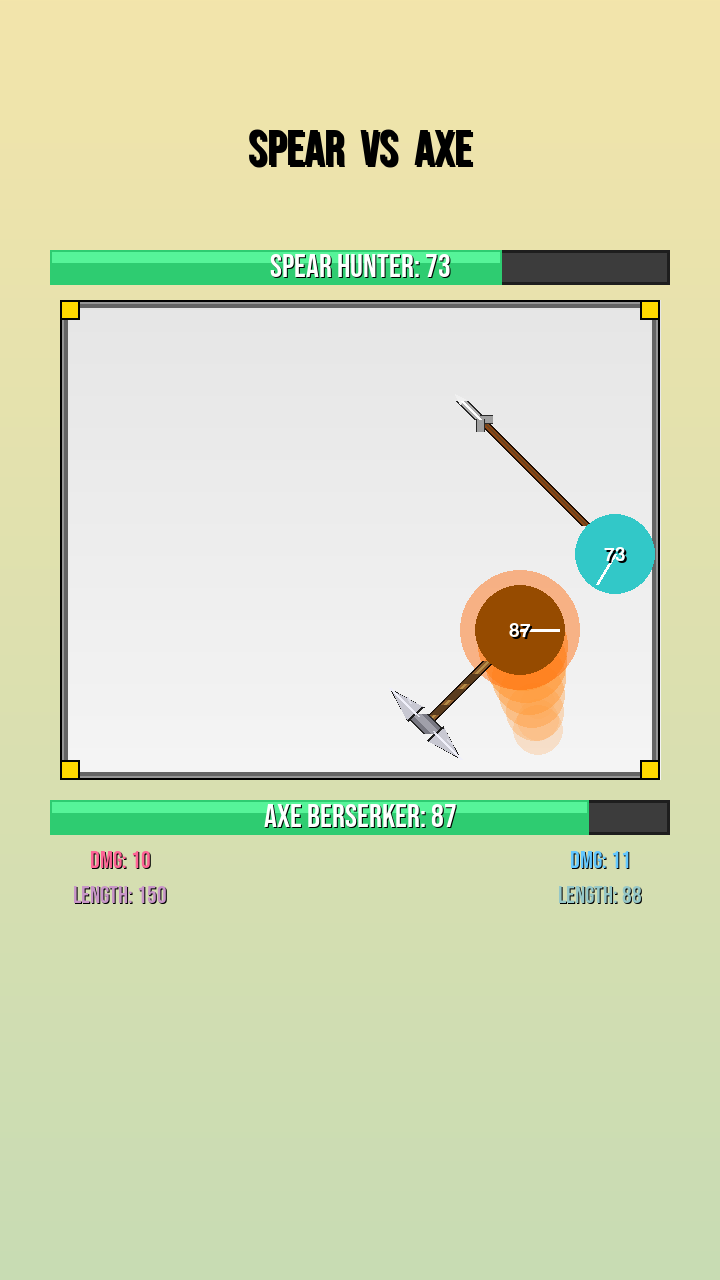 SPEAR VS AXE
SPEAR HUNTER: 73
73
87
AXE BERSERKER: 87
DMG: 10
DMG: 11
LENGTH: 150
LENGTH: 88